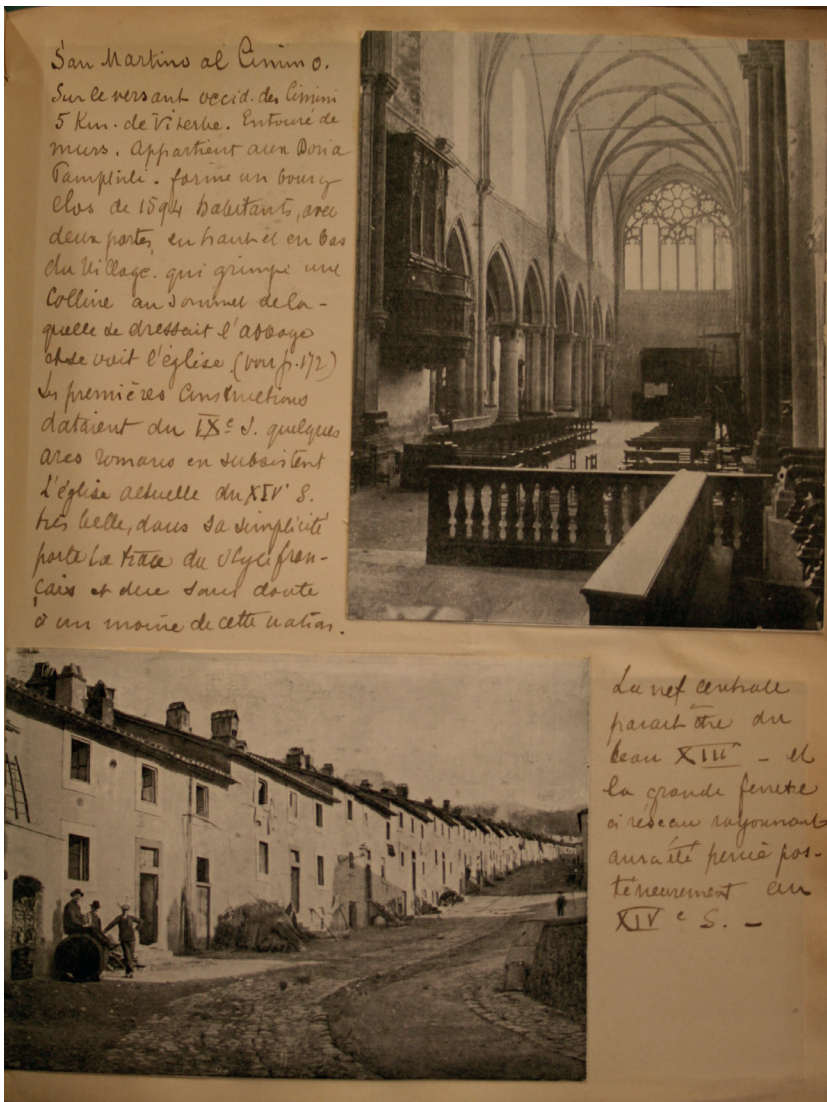 San Martino al Cimino.
Sur le versant occid. des Cimini
5 Km. de Viterbe. Entouré de
murs. Appartient aux Doria
Pamphili. forme un bourg
clos de 1594 habitants, avec
deux portes, en haut et en bas
du village. qui grimpe une
colline au sommet de la-
quelle se dressait l'abbaye
et se voit l'église (voir p. 172)
Les premières constructions
dataient du IXe S. quelques
arcs romans en subsistent
L'église actuelle du XIVe S.
très belle, dans sa simplicité
porte la trace du style fran-
çais et due sans doute
à un moine de cette nation.
La nef centrale
parait être du
beau XIIIe - et
la grande fenetre
à réseau rayonnant
aura été percée pos-
térieurement au
XIVe S. -